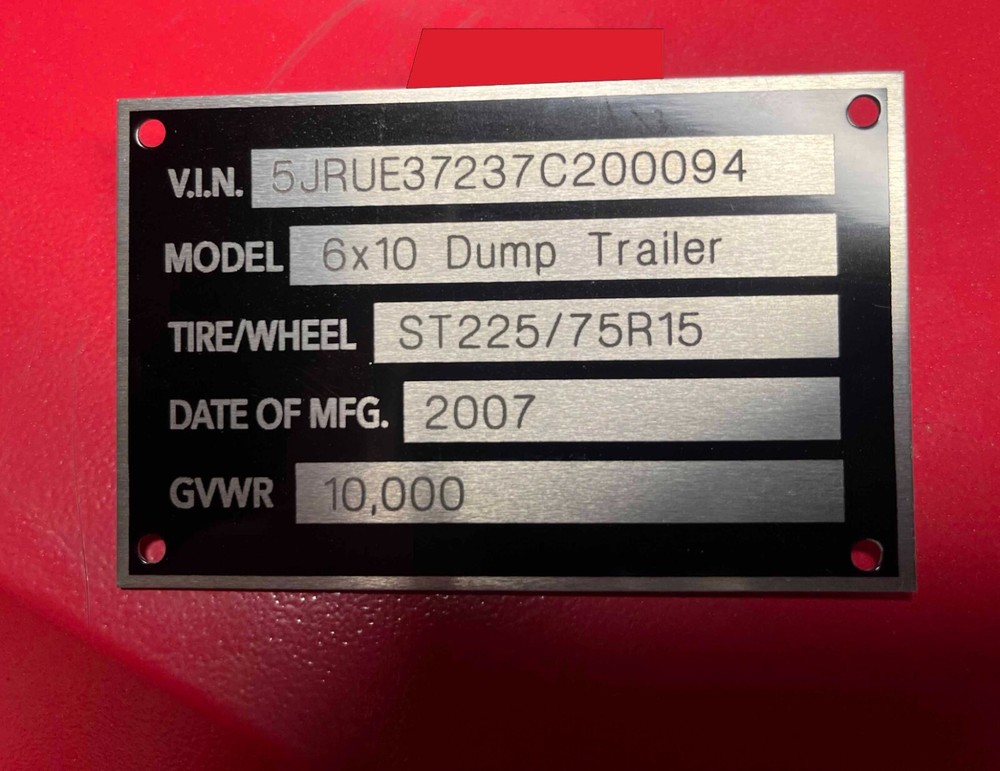 V.I.N. 5JRUE37237C200094
MODEL 6x10 Dump Trailer
TIRE/WHEEL ST225/75R15
DATE OF MFG. 2007
GVWR 10,000